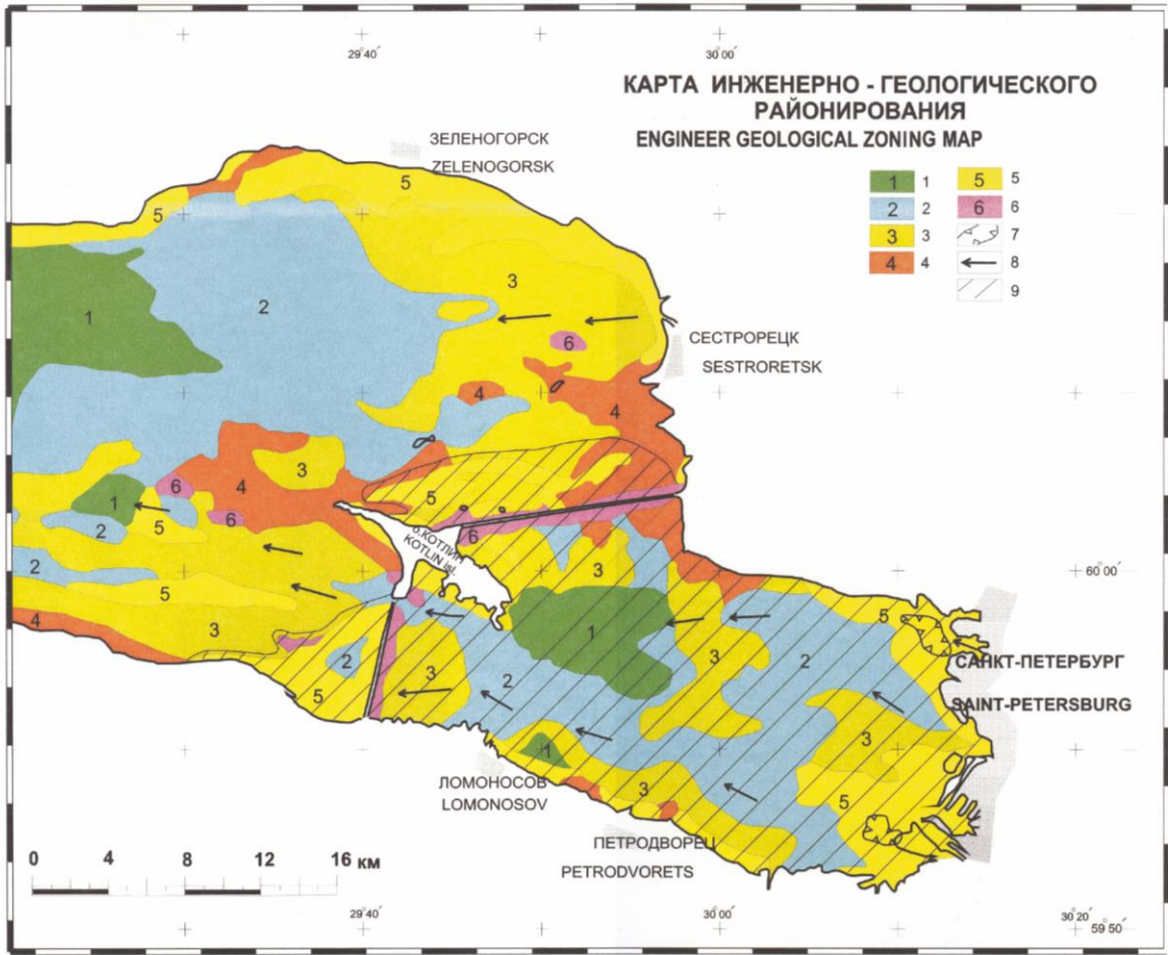 29°40′ 30°00′
КАРТА ИНЖЕНЕРНО - ГЕОЛОГИЧЕСКОГО
РАЙОНИРОВАНИЯ
ENGINEER GEOLOGICAL ZONING MAP
1 1 5 5
2 2 6 6
3 3 7
4 4 8
9
ЗЕЛЕНОГОРСК
ZELENOGORSK
5
5
3
2
1
6
СЕСТРОРЕЦК
SESTRORETSK
4
4
3
6 4
5
1
6
5
2
6
о.КОТЛИН
KOTLIN isl.
3
2
60°00′
5
4
5
3
1
3
2
2
3
2
5
САНКТ-ПЕТЕРБУРГ
SAINT-PETERSBURG
3
1
3
5
ЛОМОНОСОВ
LOMONOSOV
ПЕТРОДВОРЕЦ
PETRODVORETS
0 4 8 12 16 км
29°40′ 30°00′ 30°20′
59°50′